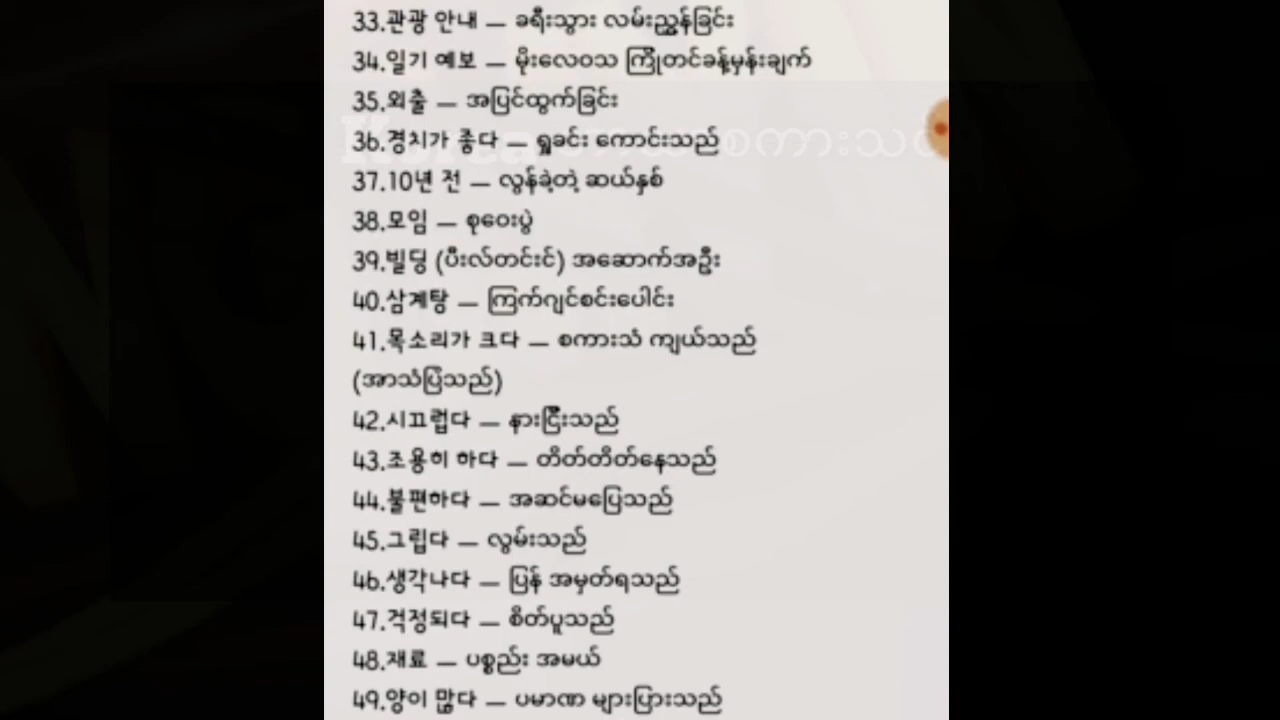 33.관광 안내 — ခရီးသွား လမ်းညွှန်ခြင်း
34.일기 예보 — မိုးလေဝသ ကြိုတင်ခန့်မှန်းချက်
35.외출 — အပြင်ထွက်ခြင်း
36.경치가 좋다 — ရှုခင်း ကောင်းသည်
37.10년 전 — လွန်ခဲ့တဲ့ ဆယ်နှစ်
38.모임 — စုဝေးပွဲ
39.빌딩 (ပီးလ်တင်းင်) အဆောက်အဦး
40.삼계탕 — ကြက်ဂျင်စင်းပေါင်း
41.목소리가 크다 — စကားသံ ကျယ်သည်
(အာသံပြဲသည်)
42.시끄럽다 — နားငြီးသည်
43.조용히 하다 — တိတ်တိတ်နေသည်
44.불편하다 — အဆင်မပြေသည်
45.그립다 — လွမ်းသည်
46.생각나다 — ပြန် အမှတ်ရသည်
47.걱정되다 — စိတ်ပူသည်
48.재료 — ပစ္စည်း အမယ်
49.양이 많다 — ပမာဏ များပြားသည်